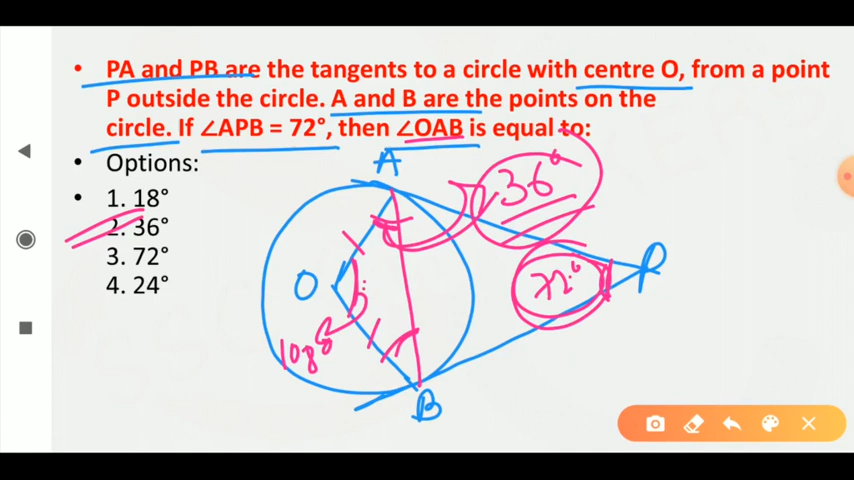 • PA and PB are the tangents to a circle with centre O, from a point
P outside the circle. A and B are the points on the
circle. If ∠APB = 72°, then ∠OAB is equal to:
• Options:
• 1. 18°
2. 36°
3. 72°
4. 24°
A
36°
P
72°
O
108°
B